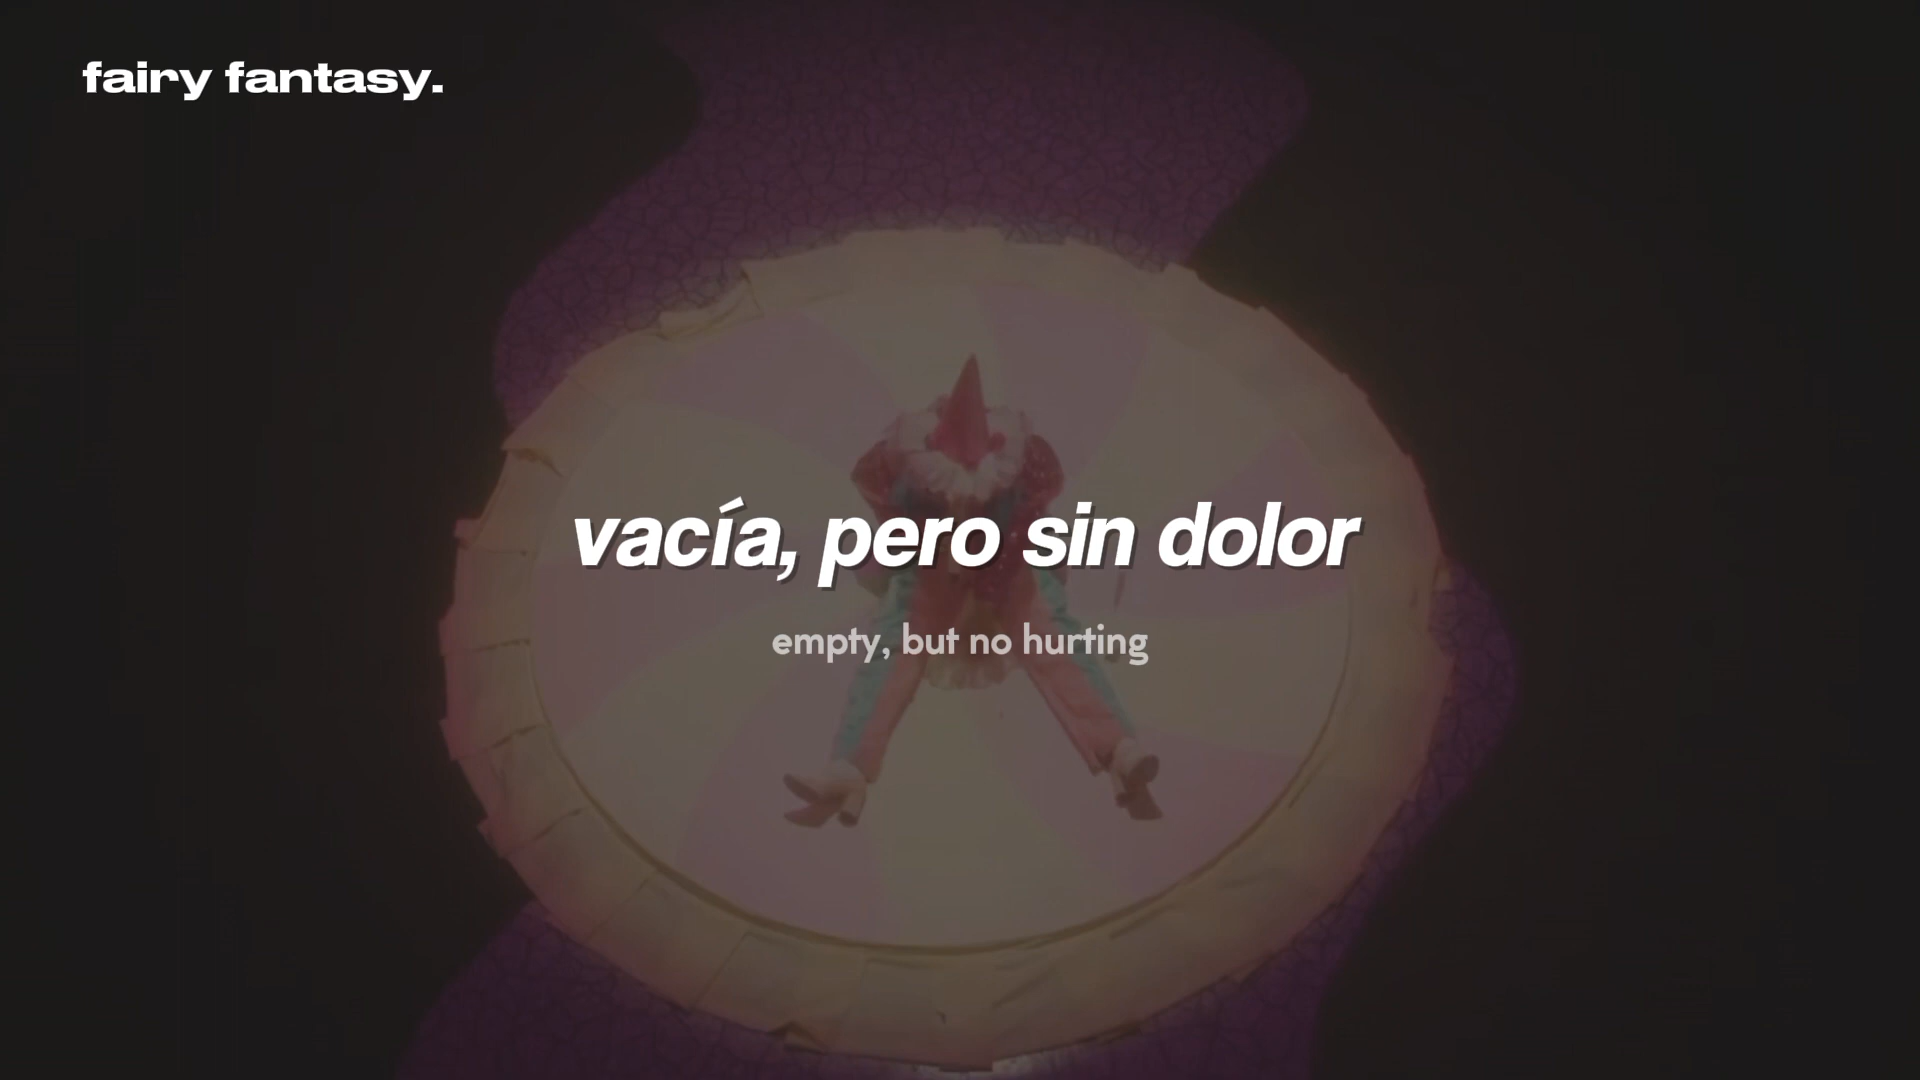 fairy fantasy.
vacía, pero sin dolor
empty, but no hurting